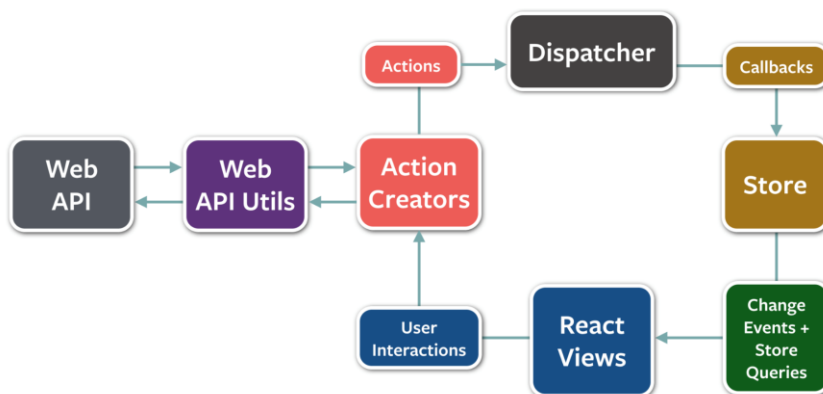 Actions
Dispatcher
Callbacks
Web
API
Web
API Utils
Action
Creators
Store
User
Interactions
React
Views
Change
Events +
Store
Queries